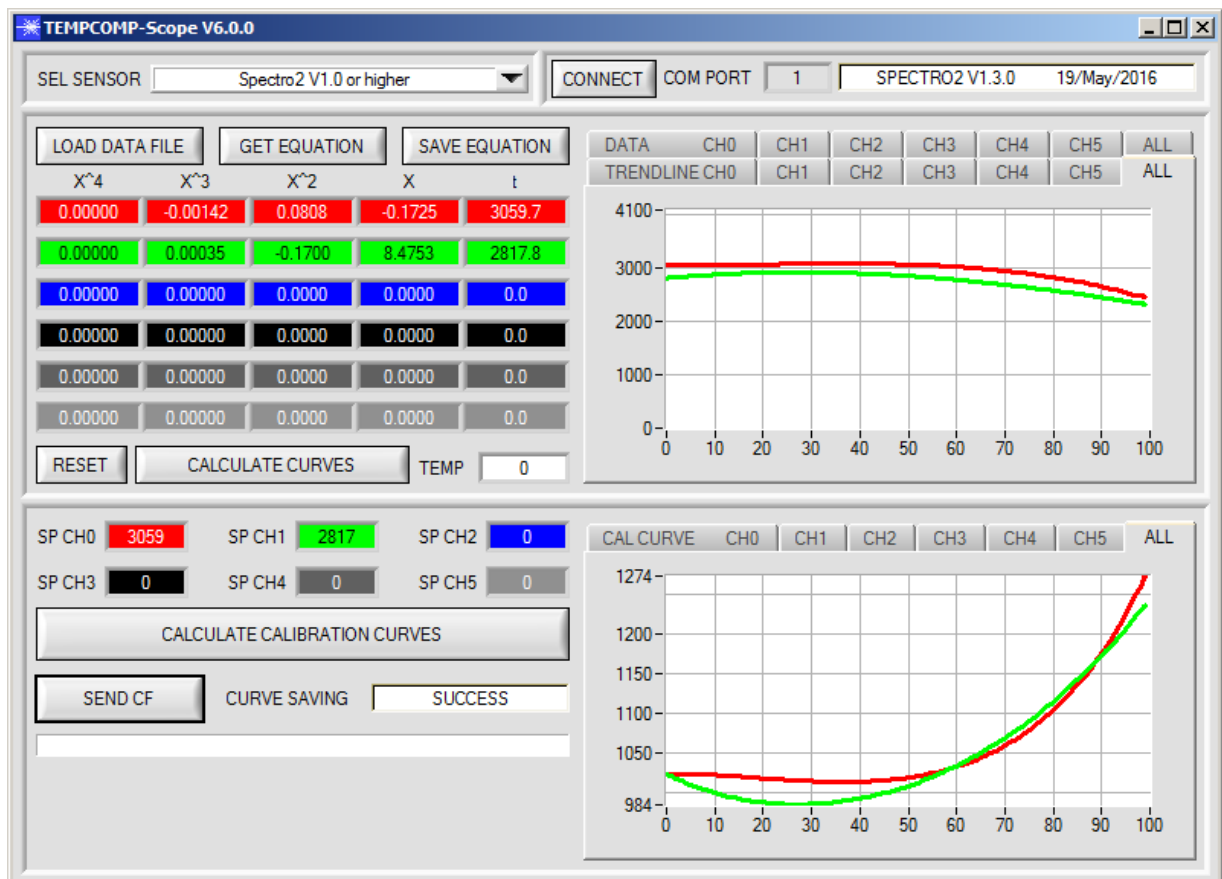 TEMPCOMP-Scope V6.0.0
SEL SENSOR Spectro2 V1.0 or higher CONNECT COM PORT 1 SPECTRO2 V1.3.0 19/May/2016
LOAD DATA FILE GET EQUATION SAVE EQUATION
X^4 X^3 X^2 X t
0.00000 -0.00142 0.0808 -0.1725 3059.7
0.00000 0.00035 -0.1700 8.4753 2817.8
0.00000 0.00000 0.0000 0.0000 0.0
0.00000 0.00000 0.0000 0.0000 0.0
0.00000 0.00000 0.0000 0.0000 0.0
0.00000 0.00000 0.0000 0.0000 0.0
RESET CALCULATE CURVES TEMP 0
DATA CH0 CH1 CH2 CH3 CH4 CH5 ALL
TRENDLINE CH0 CH1 CH2 CH3 CH4 CH5 ALL
4100
3000
2000
1000
0
0 10 20 30 40 50 60 70 80 90 100
SP CH0 3059 SP CH1 2817 SP CH2 0
SP CH3 0 SP CH4 0 SP CH5 0
CALCULATE CALIBRATION CURVES
SEND CF CURVE SAVING SUCCESS
CAL CURVE CH0 CH1 CH2 CH3 CH4 CH5 ALL
1274
1200
1150
1100
1050
984
0 10 20 30 40 50 60 70 80 90 100